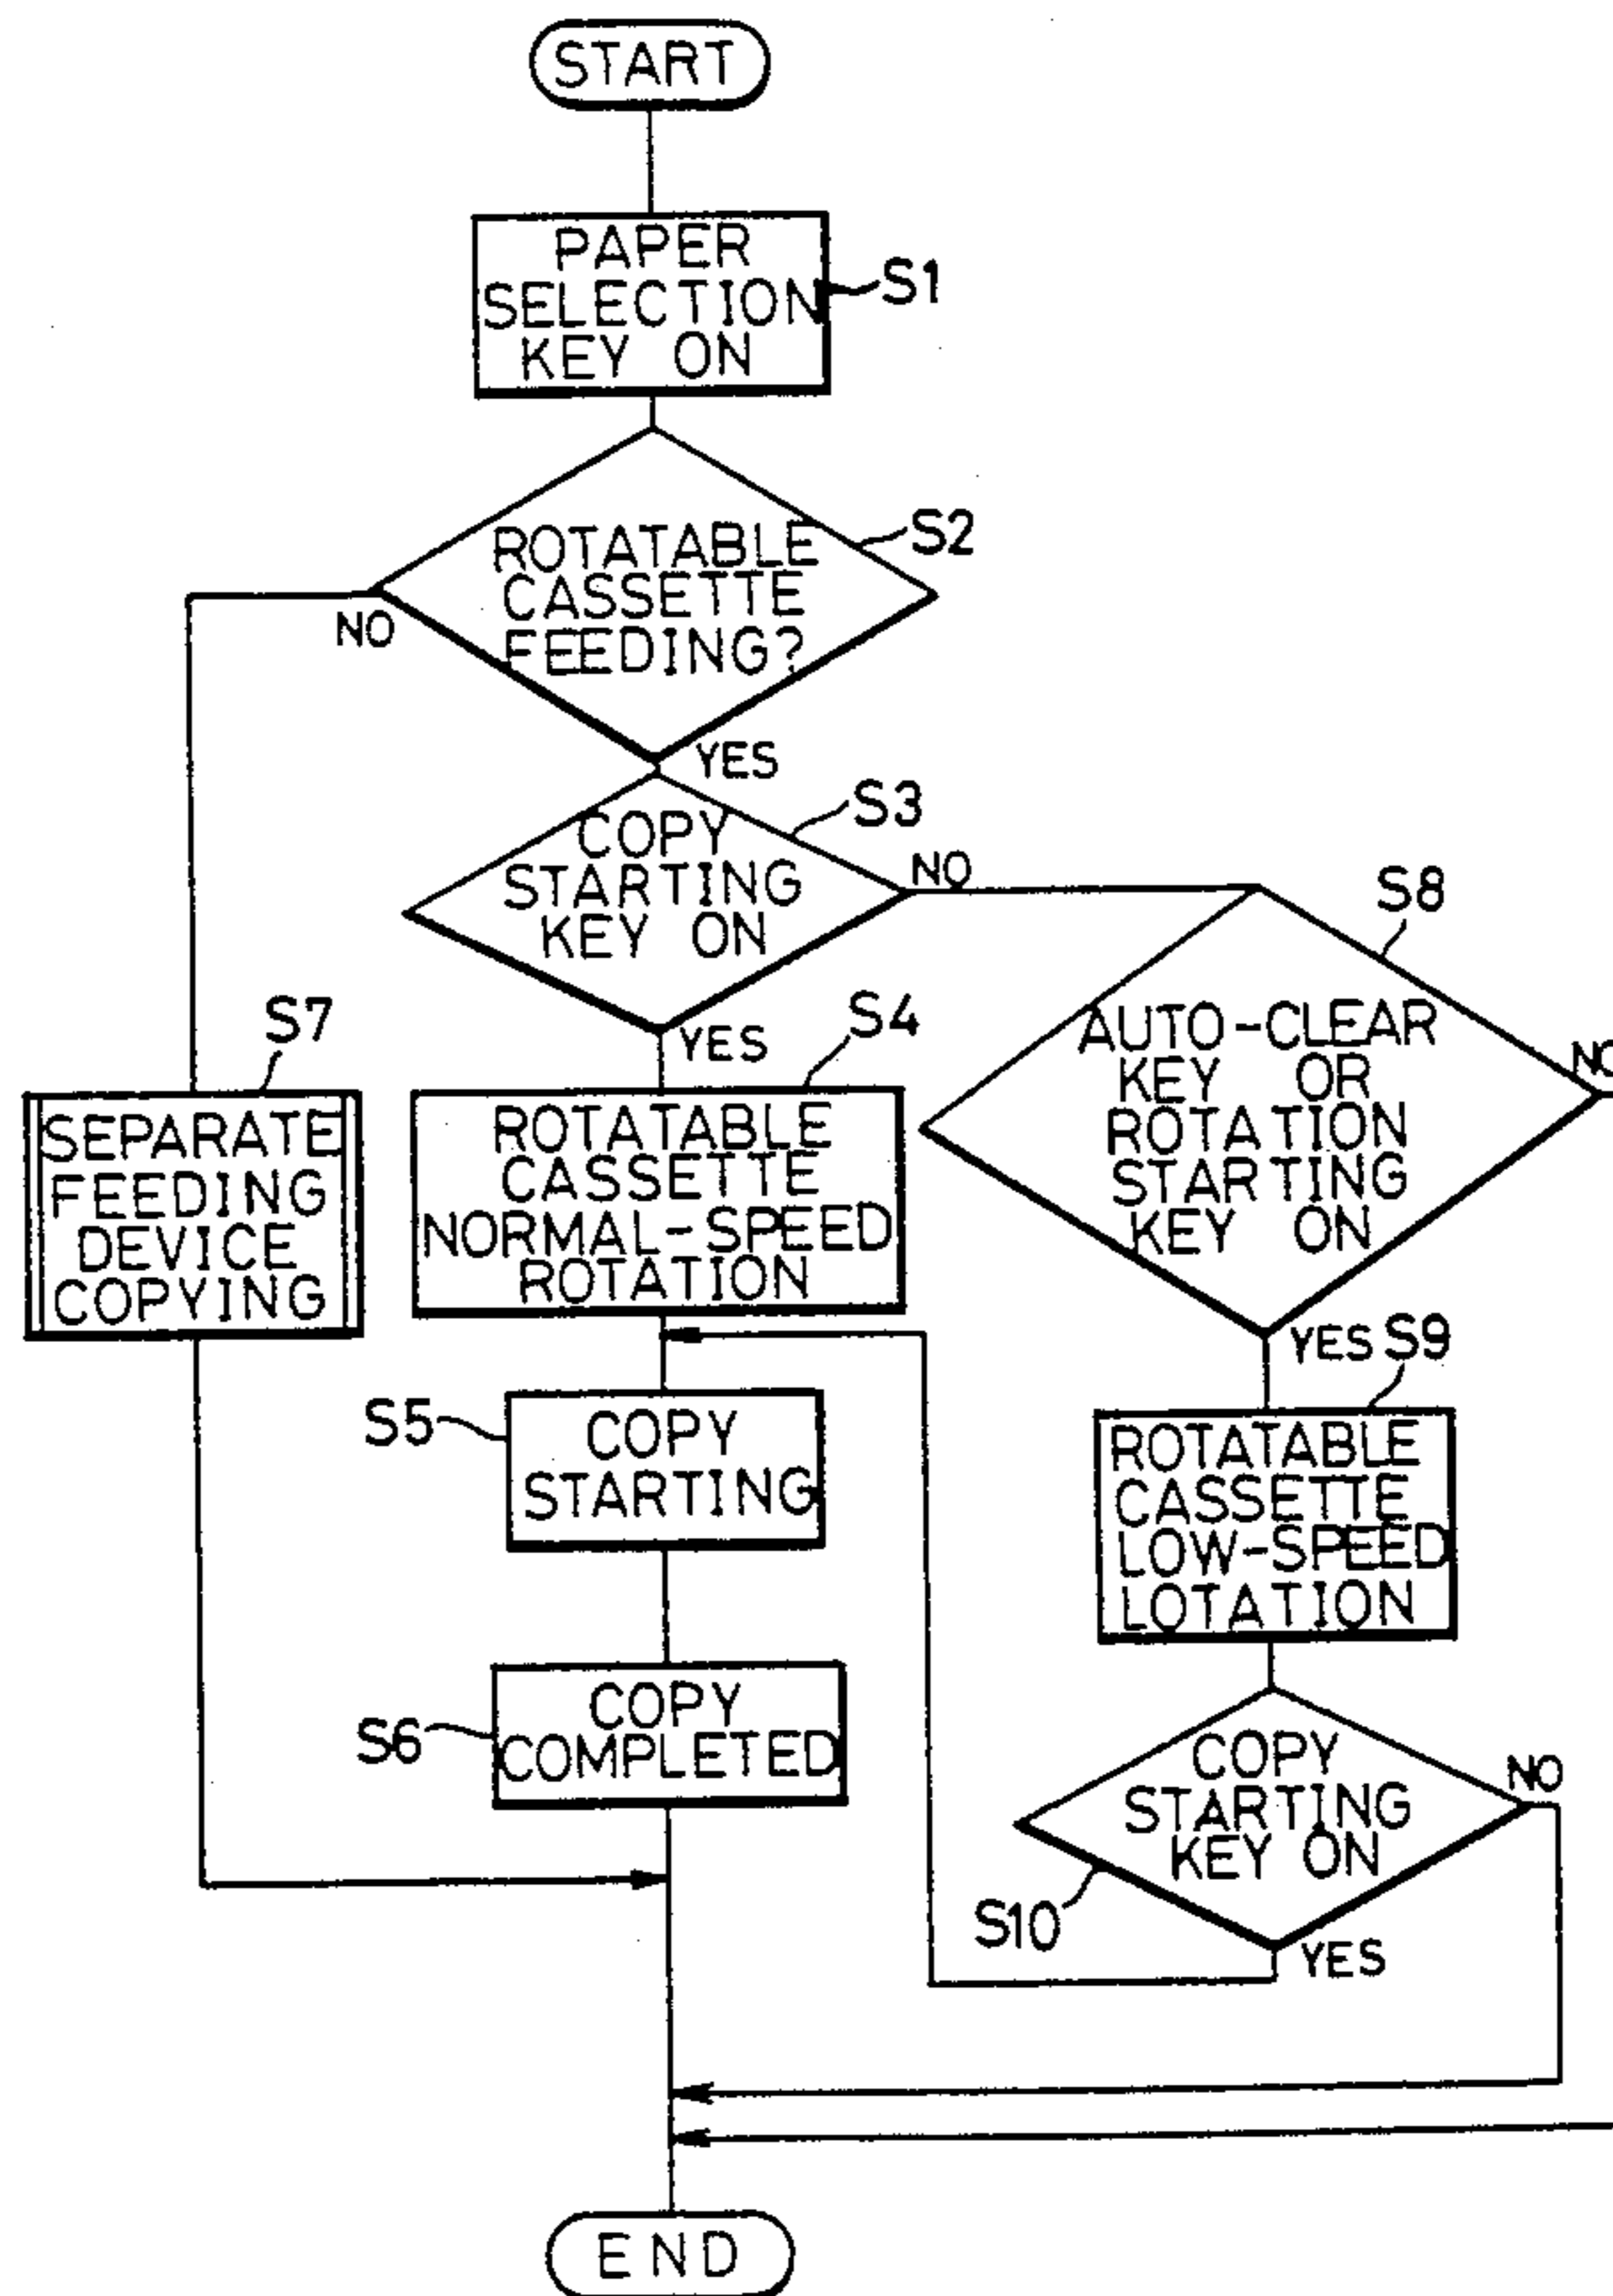 START
PAPER
SELECTION
KEY ON
S1
ROTATABLE
CASSETTE
FEEDING?
S2
NO
YES
COPY
STARTING
KEY ON
S3
NO
YES
S8
AUTO-CLEAR
KEY OR
ROTATION
STARTING
KEY ON
NO
YES
S7
SEPARATE
FEEDING
DEVICE
COPYING
S4
ROTATABLE
CASSETTE
NORMAL-SPEED
ROTATION
S9
ROTATABLE
CASSETTE
LOW-SPEED
LOTATION
S5
COPY
STARTING
S6
COPY
COMPLETED
COPY
STARTING
KEY ON
NO
S10
YES
END